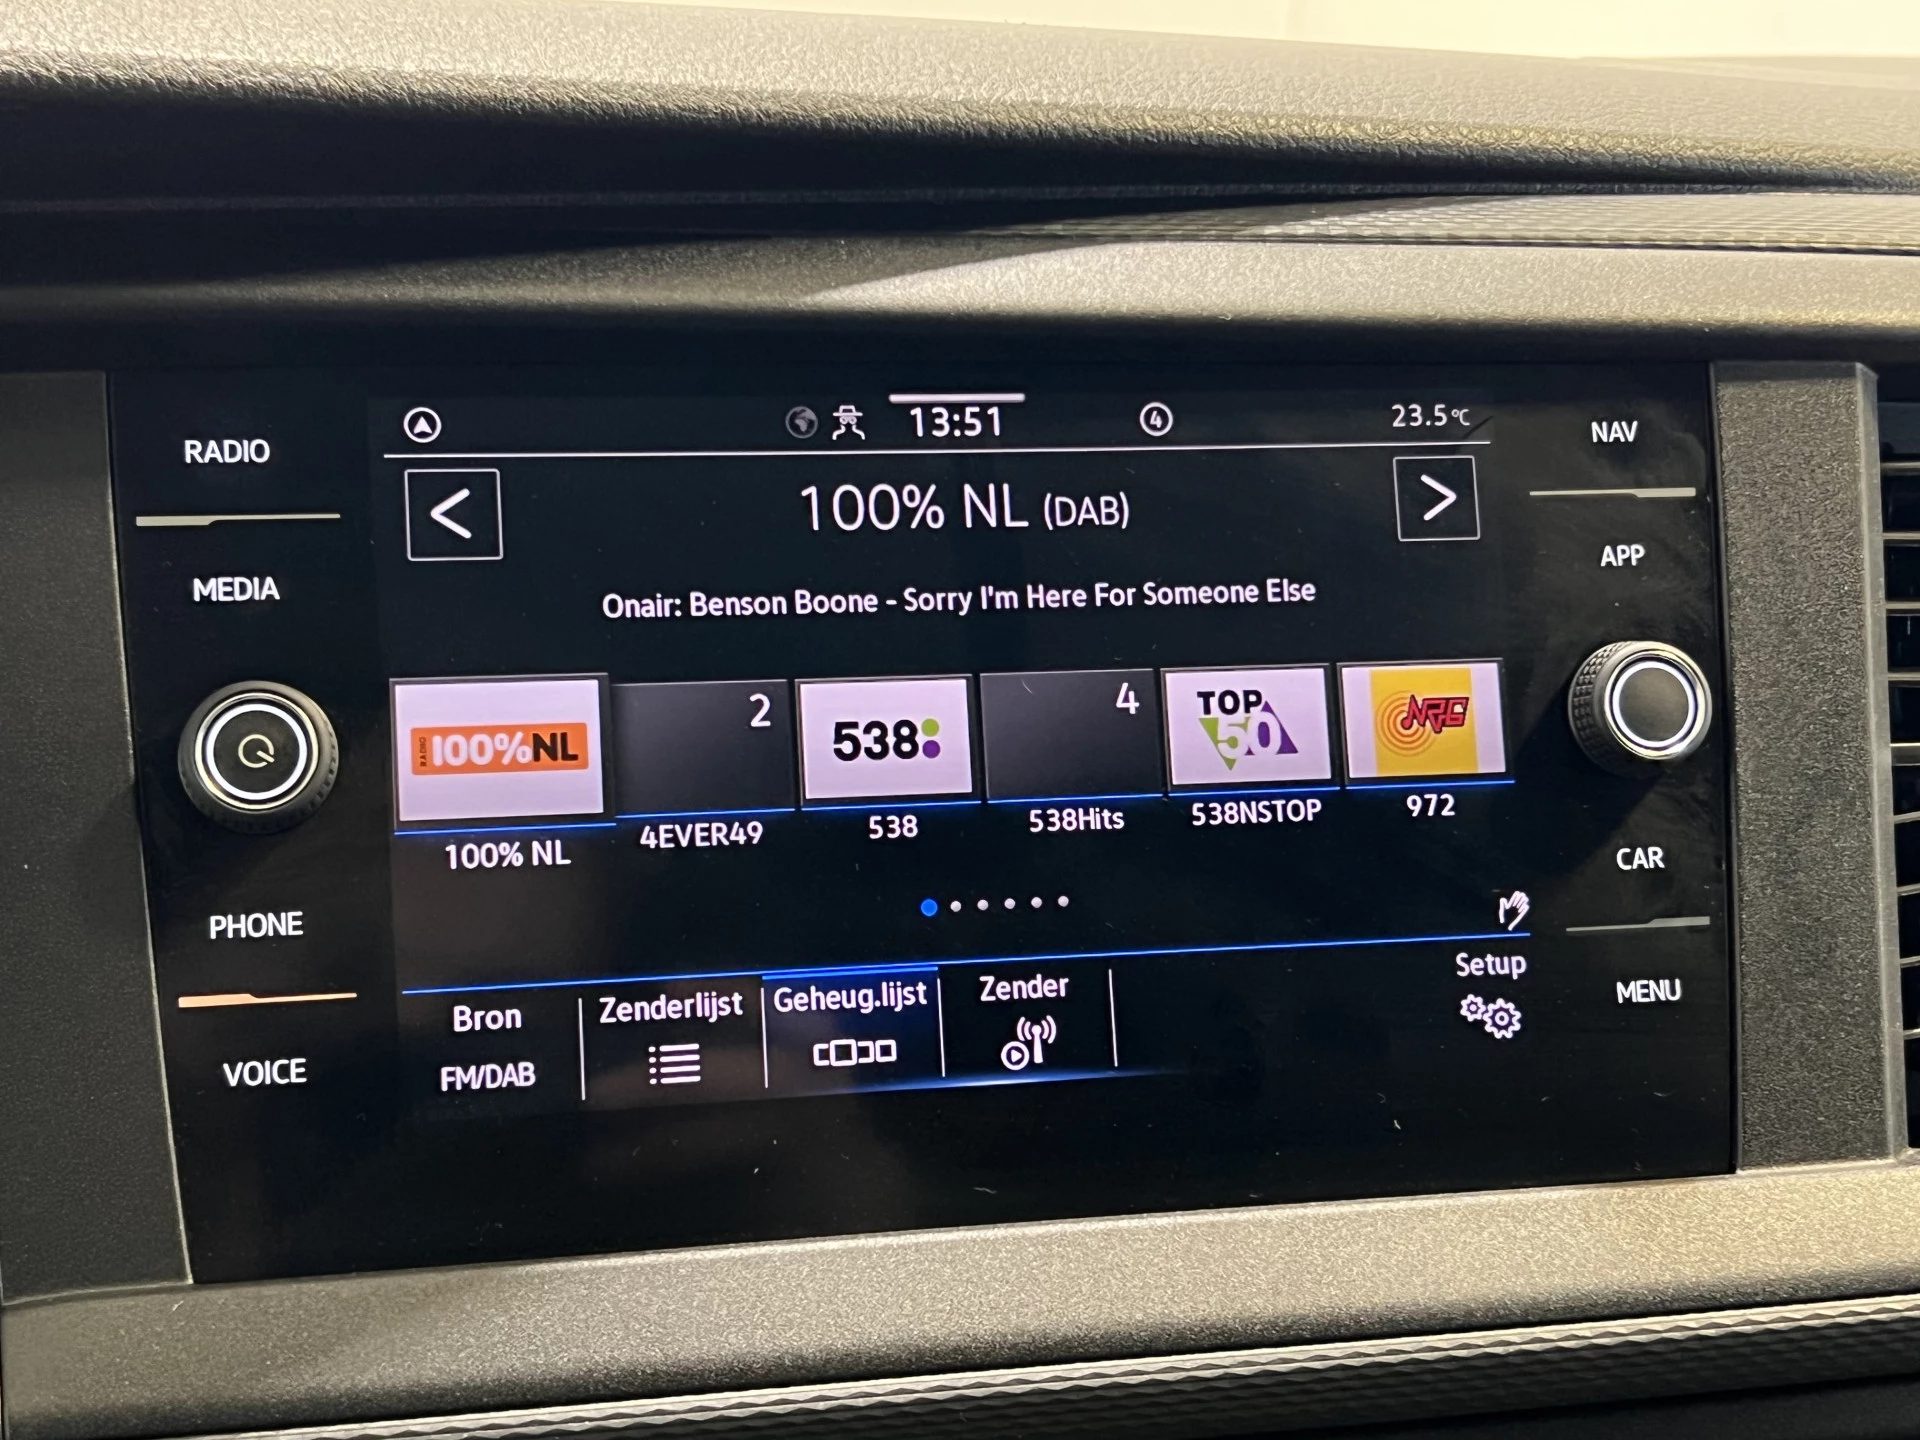 RADIO
MEDIA
PHONE
VOICE
13:51
4
23.5°C
100% NL (DAB)
Onair: Benson Boone - Sorry I'm Here For Someone Else
RADIO 100%NL
2
538
4
TOP
50
NRG
100% NL
4EVER49
538
538Hits
538NSTOP
972
Bron
FM/DAB
Zenderlijst
Geheug.lijst
Zender
Setup
NAV
APP
CAR
MENU